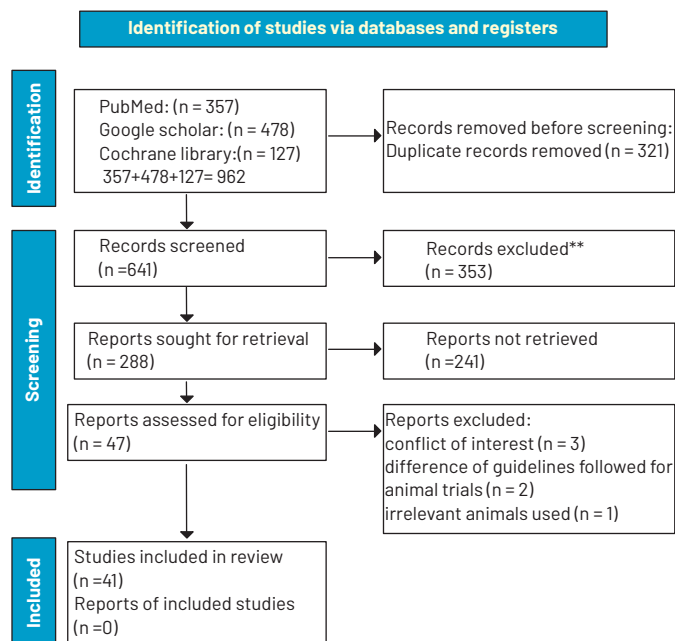 Identification of studies via databases and registers
Identification
PubMed: (n = 357)
Google scholar: (n = 478)
Cochrane library:(n = 127)
357+478+127= 962
Records removed before screening:
Duplicate records removed (n = 321)
Screening
Records screened
(n =641)
Records excluded**
(n = 353)
Reports sought for retrieval
(n = 288)
Reports not retrieved
(n =241)
Reports assessed for eligibility
(n = 47)
Reports excluded:
conflict of interest (n = 3)
difference of guidelines followed for
animal trials (n = 2)
irrelevant animals used (n = 1)
Included
Studies included in review
(n =41)
Reports of included studies
(n =0)